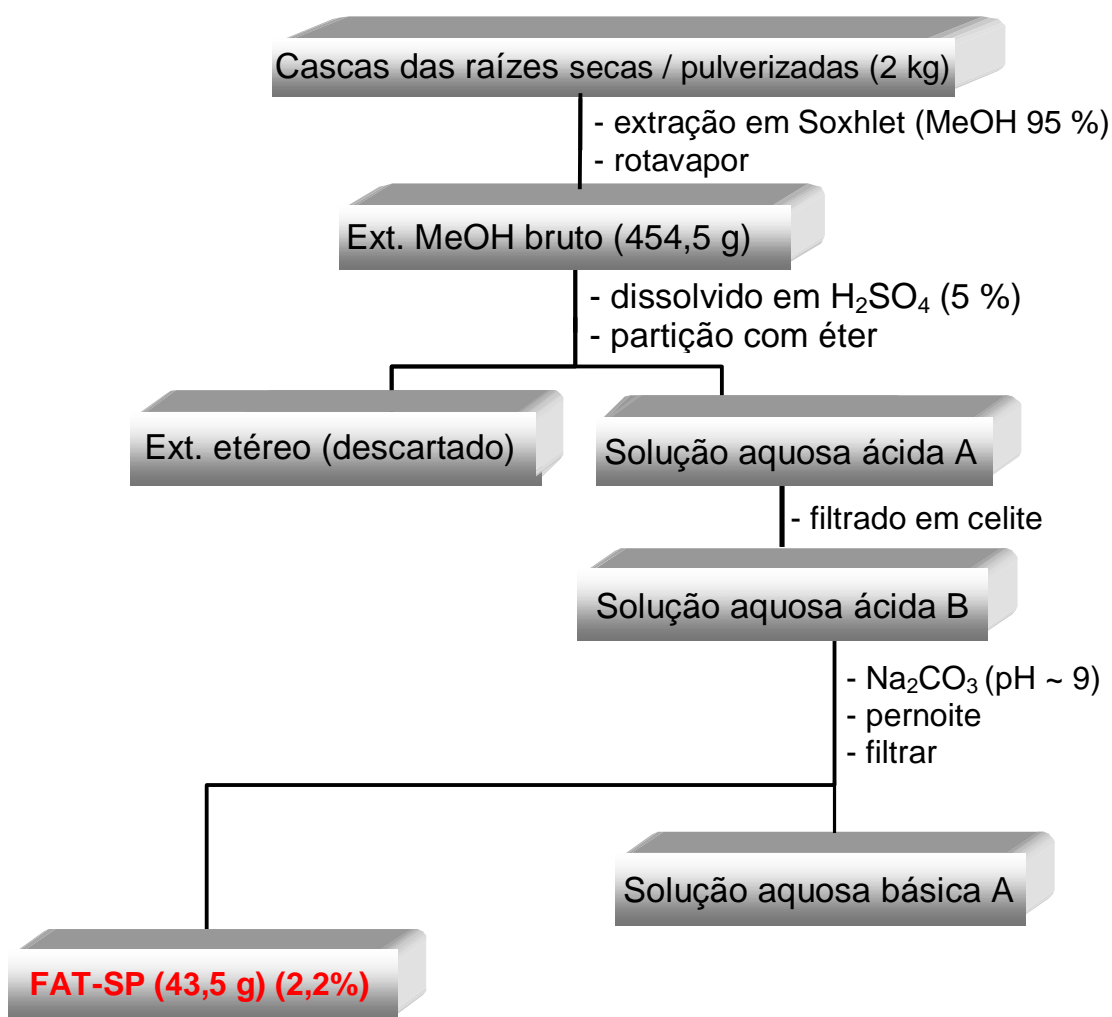 Cascas das raízes secas / pulverizadas (2 kg)
- extração em Soxhlet (MeOH 95 %)
- rotavapor
Ext. MeOH bruto (454,5 g)
- dissolvido em H₂SO₄ (5 %)
- partição com éter
Ext. etéreo (descartado)
Solução aquosa ácida A
- filtrado em celite
Solução aquosa ácida B
- Na₂CO₃ (pH ~ 9)
- pernoite
- filtrar
Solução aquosa básica A
FAT-SP (43,5 g) (2,2%)